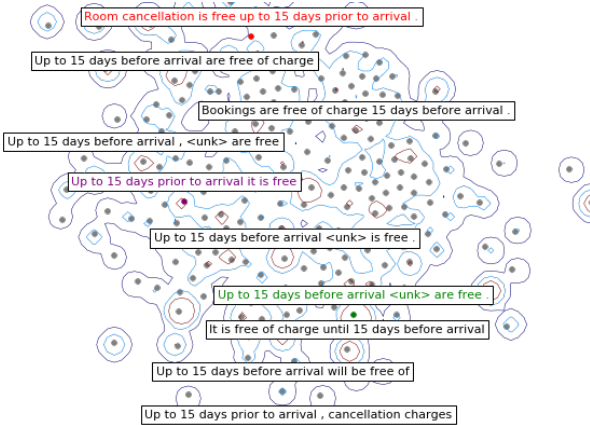 Room cancellation is free up to 15 days prior to arrival .
Up to 15 days before arrival are free of charge
Bookings are free of charge 15 days before arrival .
Up to 15 days before arrival , <unk> are free
Up to 15 days prior to arrival it is free
Up to 15 days before arrival <unk> is free .
Up to 15 days before arrival <unk> are free .
It is free of charge until 15 days before arrival
Up to 15 days before arrival will be free of
Up to 15 days prior to arrival , cancellation charges